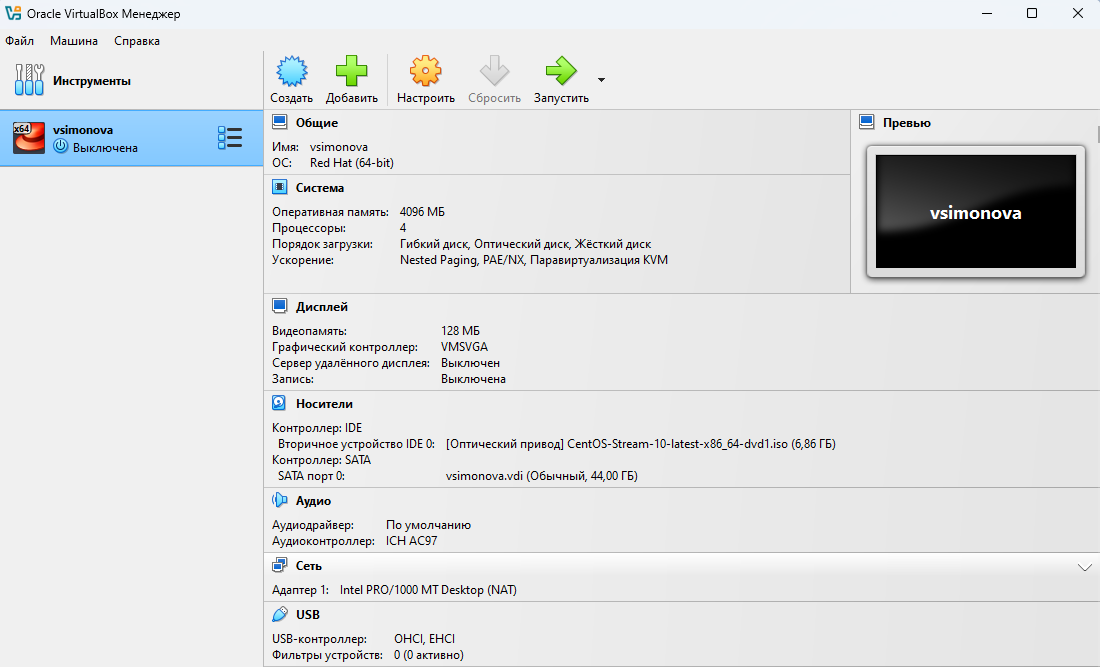 Oracle VirtualBox Менеджер
Файл Машина Справка
Инструменты
Создать Добавить Настроить Сбросить Запустить
x64
vsimonova
Выключена
Общие
Имя: vsimonova
ОС: Red Hat (64-bit)
Превью
vsimonova
Система
Оперативная память: 4096 МБ
Процессоры: 4
Порядок загрузки: Гибкий диск, Оптический диск, Жёсткий диск
Ускорение: Nested Paging, PAE/NX, Паравиртуализация KVM
Дисплей
Видеопамять: 128 МБ
Графический контроллер: VMSVGA
Сервер удалённого дисплея: Выключен
Запись: Выключена
Носители
Контроллер: IDE
Вторичное устройство IDE 0: [Оптический привод] CentOS-Stream-10-latest-x86_64-dvd1.iso (6,86 ГБ)
Контроллер: SATA
SATA порт 0: vsimonova.vdi (Обычный, 44,00 ГБ)
Аудио
Аудиодрайвер: По умолчанию
Аудиоконтроллер: ICH AC97
Сеть
Адаптер 1: Intel PRO/1000 MT Desktop (NAT)
USB
USB-контроллер: OHCI, EHCI
Фильтры устройств: 0 (0 активно)